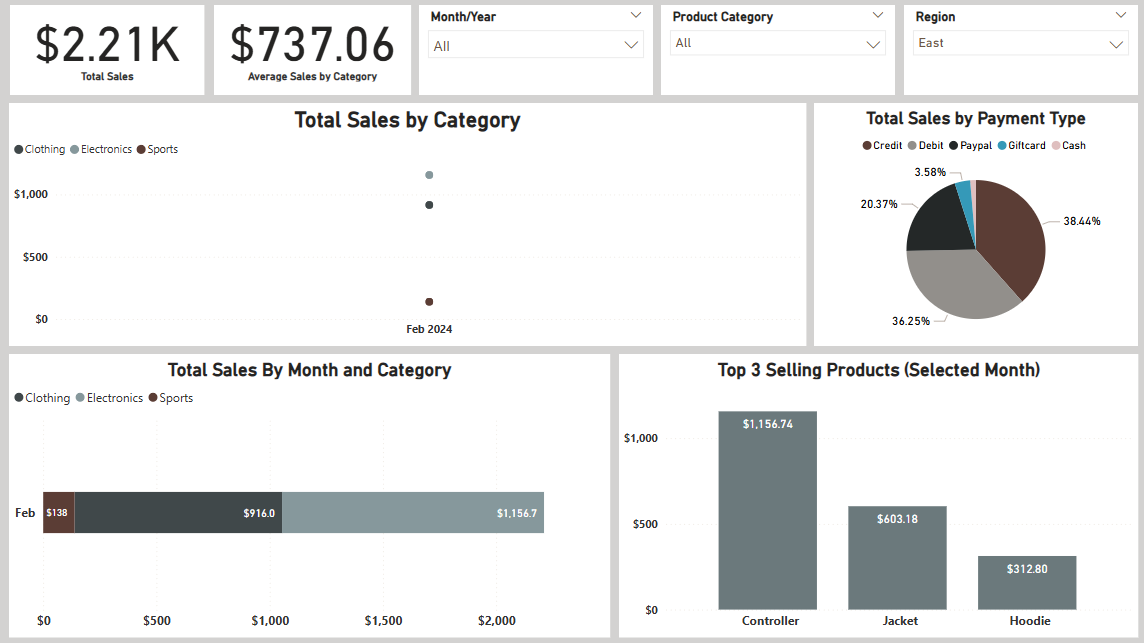 $2.21K
Total Sales
$737.06
Average Sales by Category
Month/Year
All
Product Category
All
Region
East
Total Sales by Category
Clothing Electronics Sports
$1,000
$500
$0
Feb 2024
Total Sales by Payment Type
Credit Debit Paypal Giftcard Cash
3.58%
20.37%
38.44%
36.25%
Total Sales By Month and Category
Clothing Electronics Sports
Feb $138 $916.0 $1,156.7
$0 $500 $1,000 $1,500 $2,000
Top 3 Selling Products (Selected Month)
$1,156.74
$1,000
$603.18
$500
$312.80
$0
Controller Jacket Hoodie